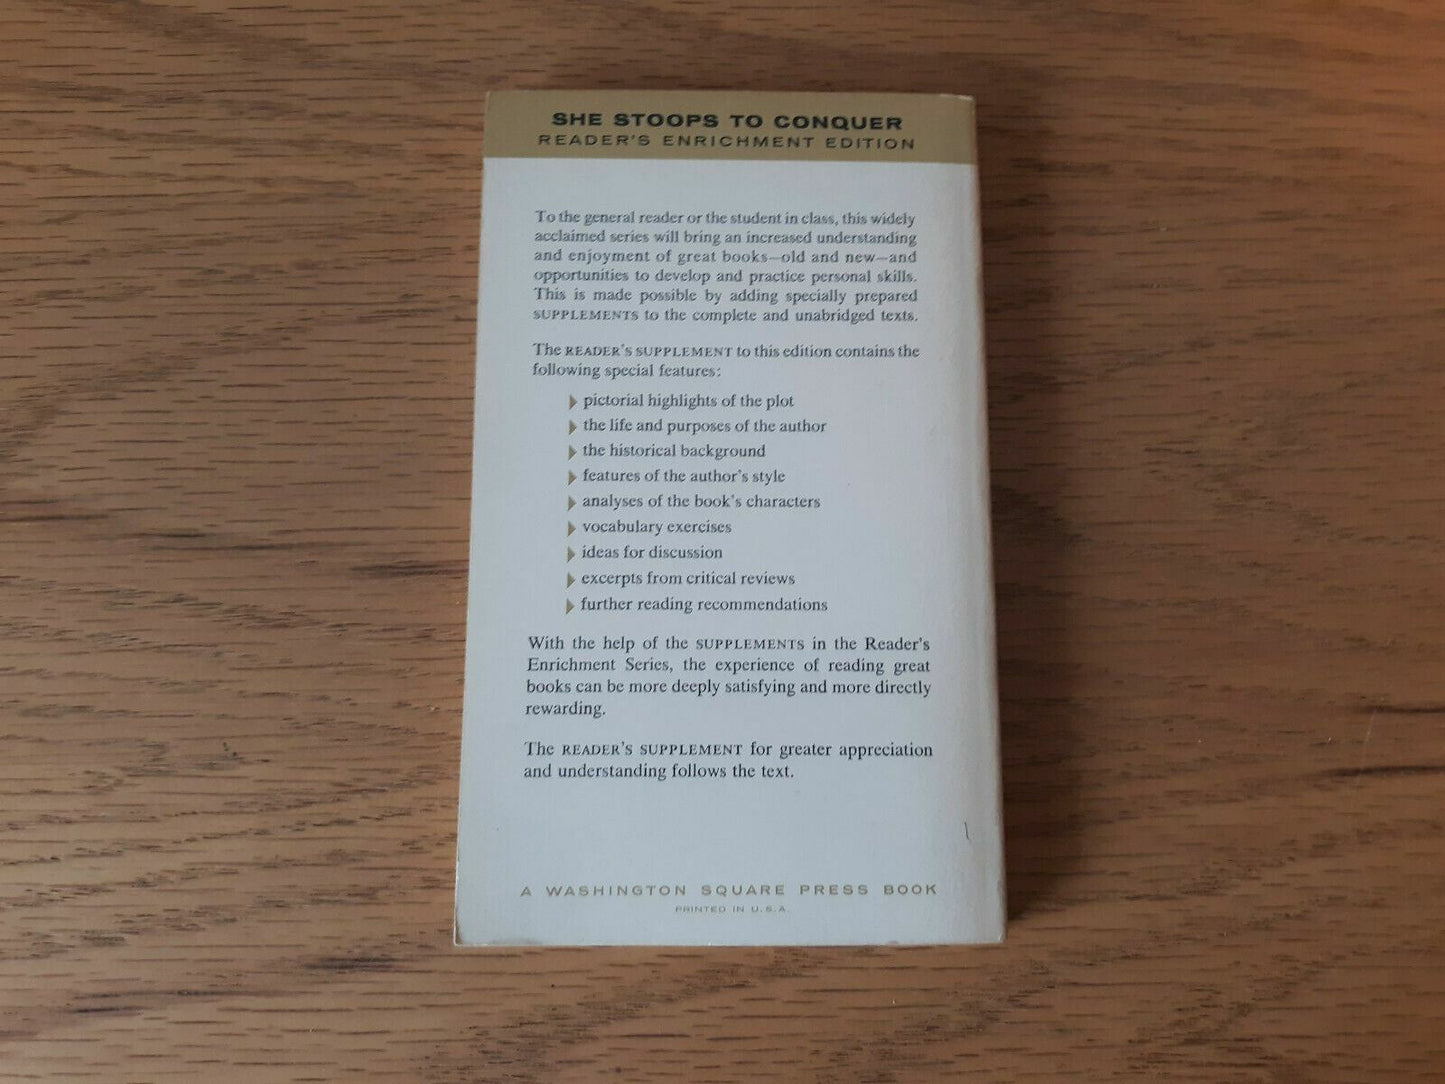 SHE STOOPS TO CONQUER
READER'S ENRICHMENT EDITION
To the general reader or the student in class, this widely
acclaimed series will bring an increased understanding
and enjoyment of great books—old and new—and
opportunities to develop and practice personal skills.
This is made possible by adding specially prepared
SUPPLEMENTS to the complete and unabridged texts.
The READER'S SUPPLEMENT to this edition contains the
following special features:
pictorial highlights of the plot
the life and purposes of the author
the historical background
features of the author's style
analyses of the book's characters
vocabulary exercises
ideas for discussion
excerpts from critical reviews
further reading recommendations
With the help of the SUPPLEMENTS in the Reader's
Enrichment Series, the experience of reading great
books can be more deeply satisfying and more directly
rewarding.
The READER'S SUPPLEMENT for greater appreciation
and understanding follows the text.
A WASHINGTON SQUARE PRESS BOOK
PRINTED IN U.S.A.